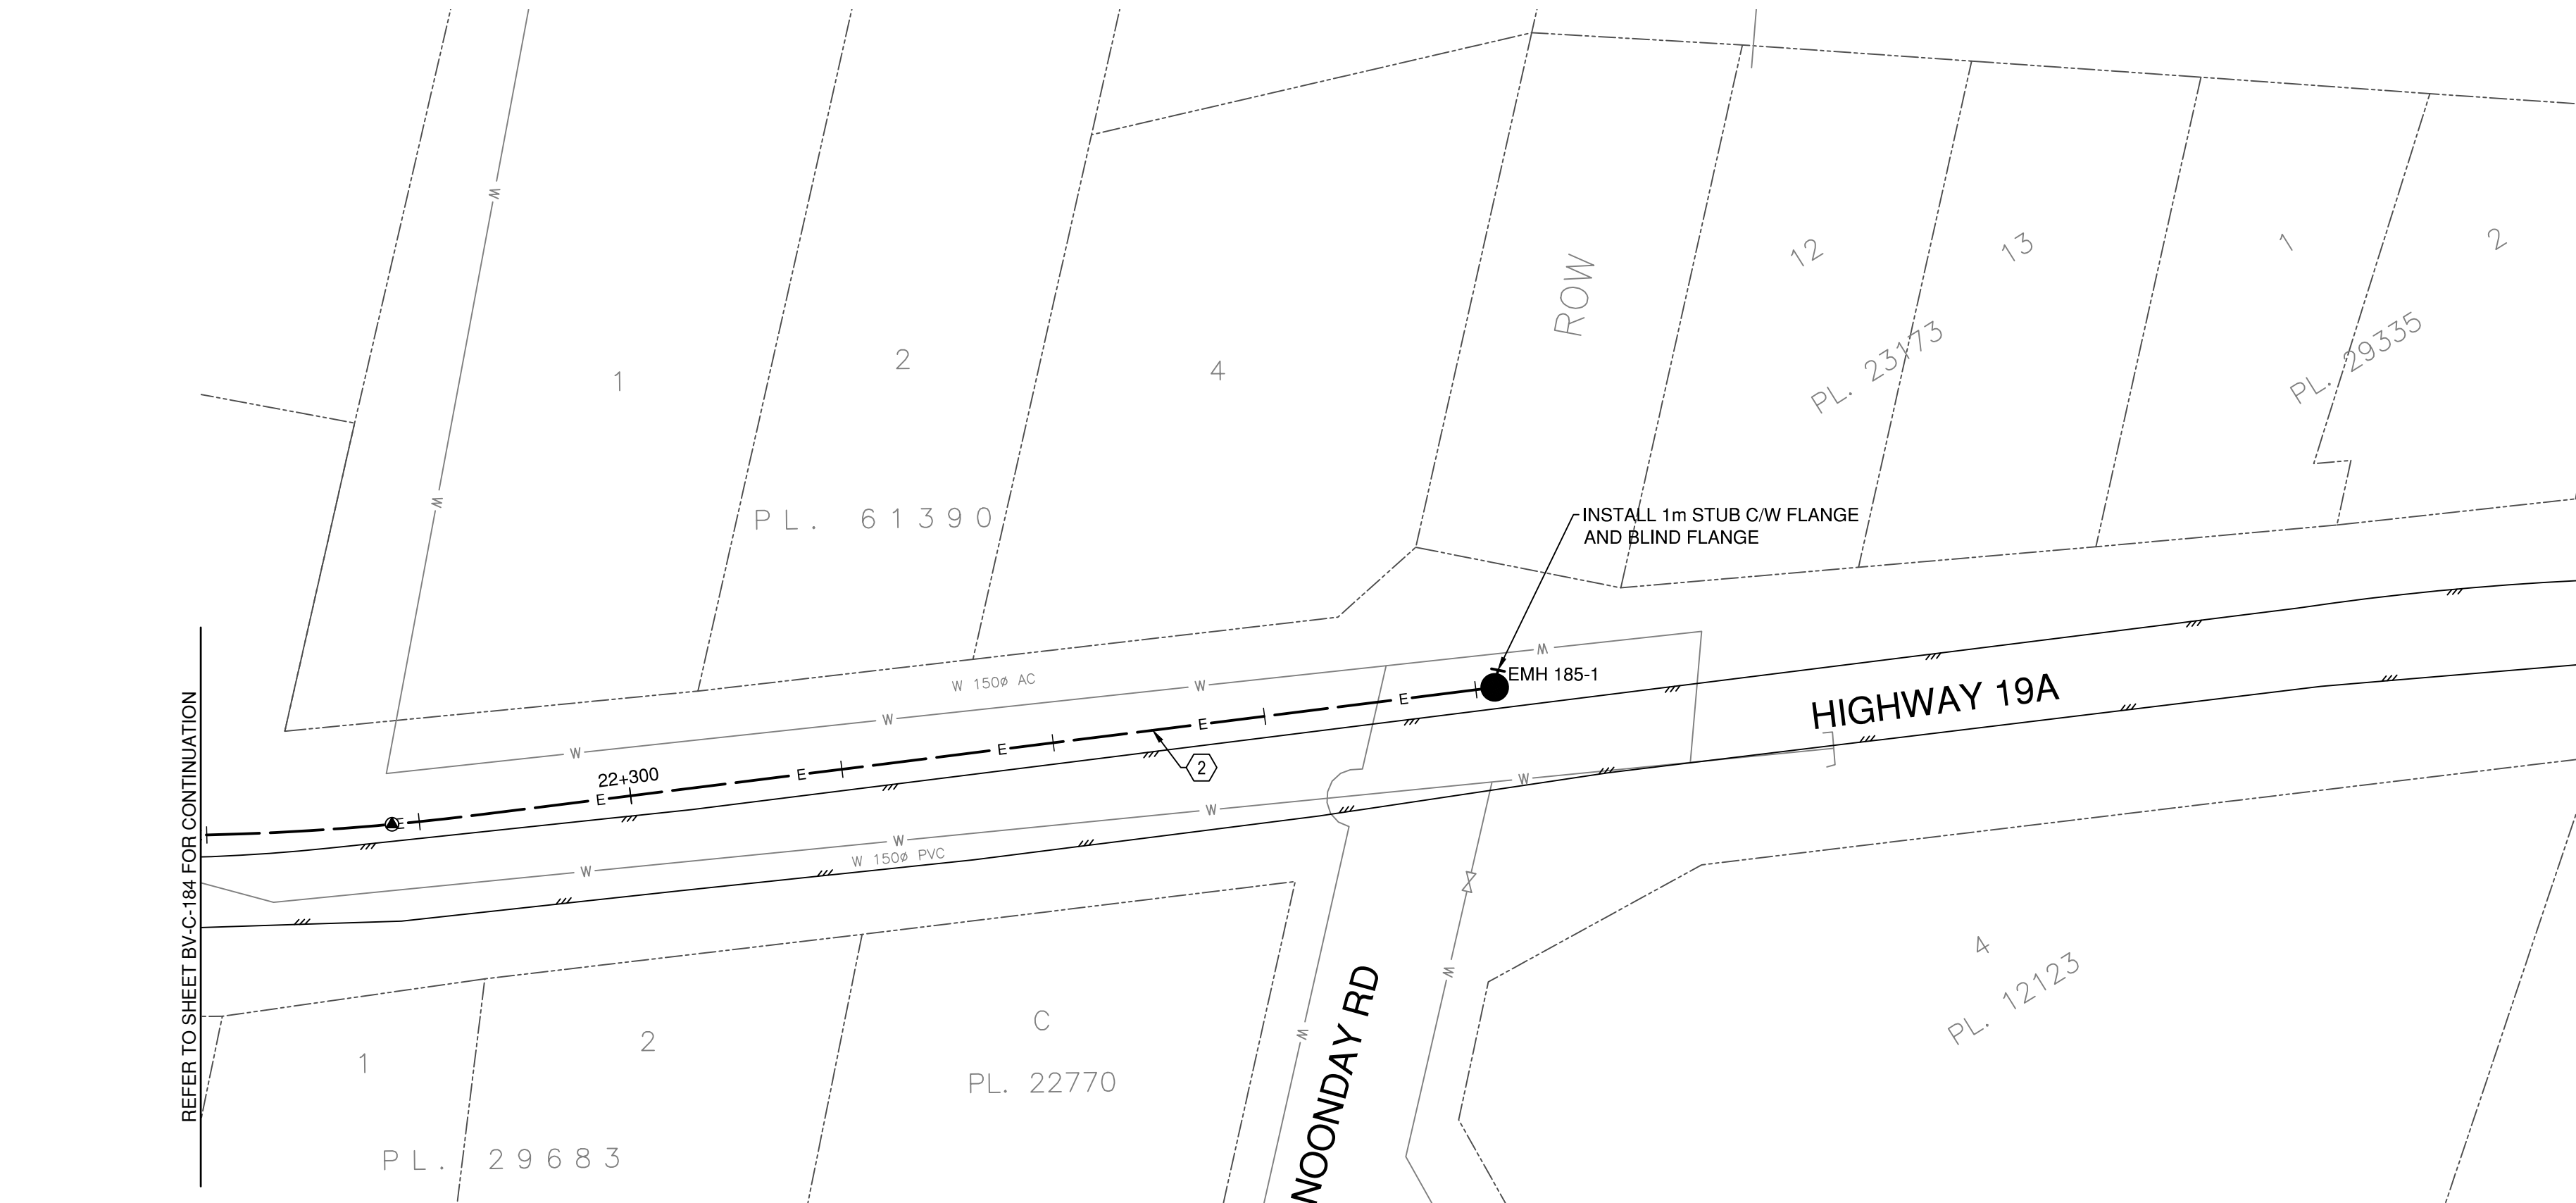 12
13
1
2
ROW
PL. 23173
PL. 29335
1
2
4
PL. 61390
INSTALL 1m STUB C/W FLANGE
AND BLIND FLANGE
W
W
W 150ø AC
W
W
W
W
EMH 185-1
HIGHWAY 19A
E
E
E
E
E
E
22+300
2
W
W
W
W
W 150ø PVC
REFER TO SHEET BV-C-184 FOR CONTINUATION
W
W
NOONDAY RD
1
2
C
PL. 22770
PL. 29683
4
PL. 12123